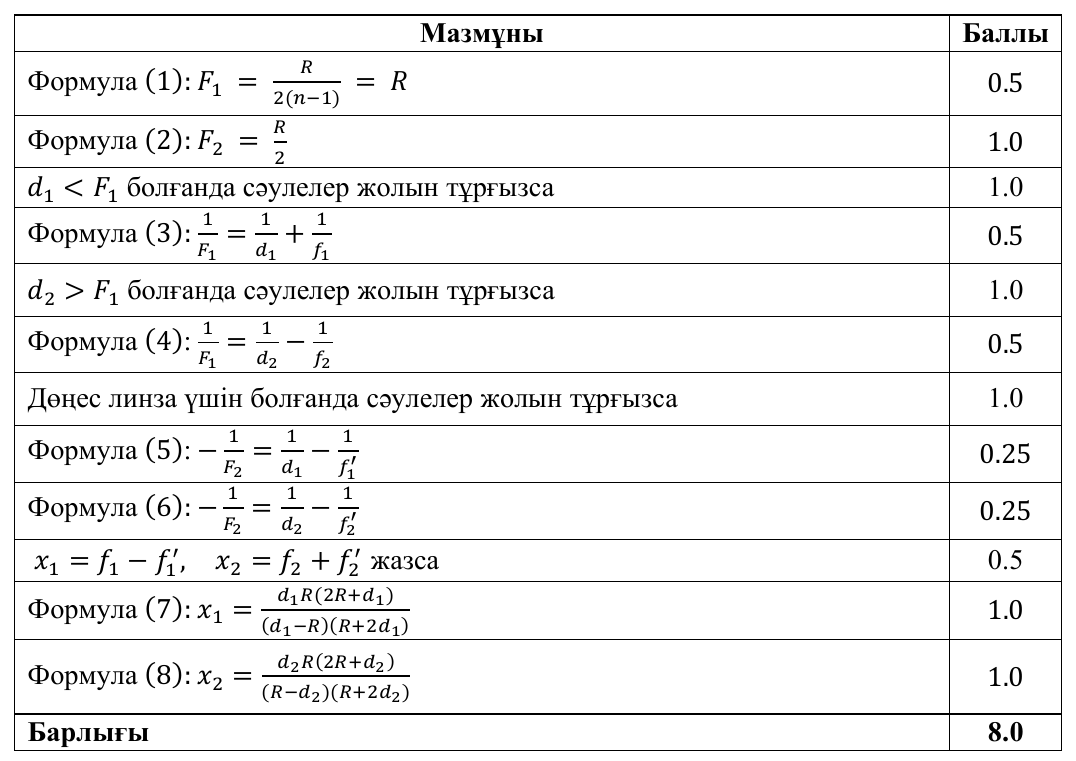 Мазмұны Баллы
Формула (1): F₁ = R/(2(n−1)) = R 0.5
Формула (2): F₂ = R/2 1.0
d₁ < F₁ болғанда сәулелер жолын тұрғызса 1.0
Формула (3): 1/F₁ = 1/d₁ + 1/f₁ 0.5
d₂ > F₁ болғанда сәулелер жолын тұрғызса 1.0
Формула (4): 1/F₁ = 1/d₂ − 1/f₂ 0.5
Дөңес линза үшін болғанда сәулелер жолын тұрғызса 1.0
Формула (5): − 1/F₂ = 1/d₁ − 1/f₁′ 0.25
Формула (6): − 1/F₂ = 1/d₂ − 1/f₂′ 0.25
x₁ = f₁ − f₁′, x₂ = f₂ + f₂′ жазса 0.5
Формула (7): x₁ = d₁R(2R+d₁)/((d₁−R)(R+2d₁)) 1.0
Формула (8): x₂ = d₂R(2R+d₂)/((R−d₂)(R+2d₂)) 1.0
Барлығы 8.0